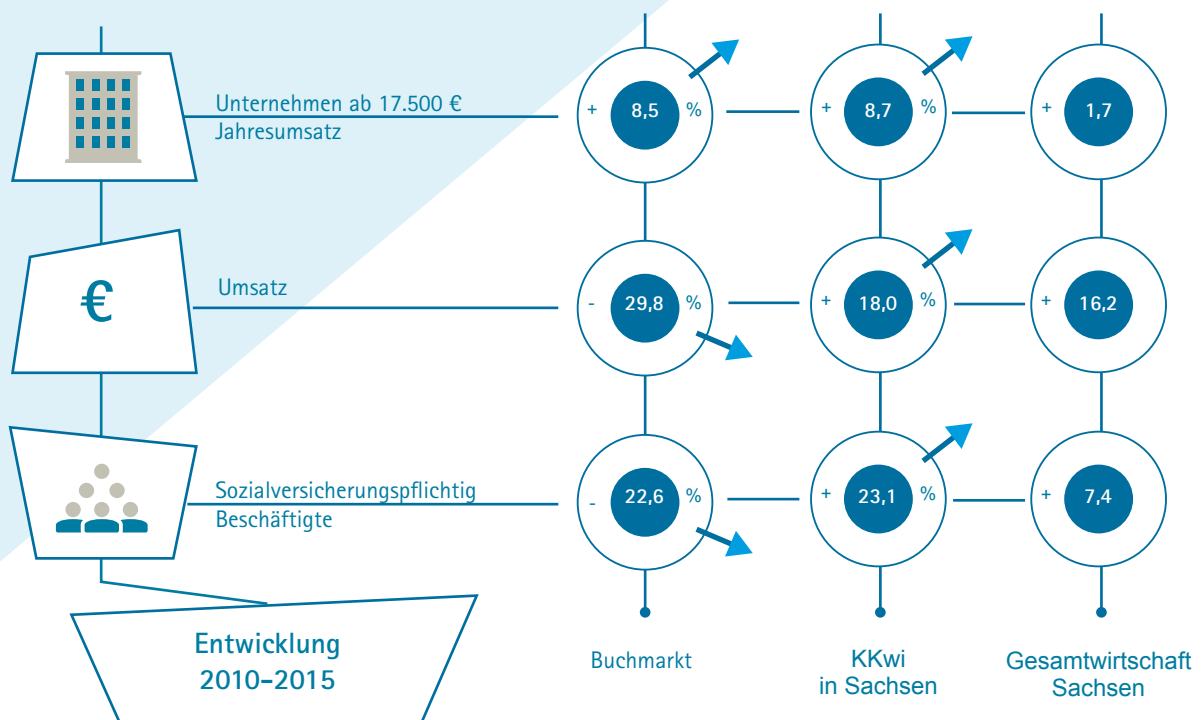 Unternehmen ab 17.500 €
Jahresumsatz
+ 8,5 %
+ 8,7 %
+ 1,7
€
Umsatz
- 29,8 %
+ 18,0 %
+ 16,2
Sozialversicherungspflichtig
Beschäftigte
- 22,6 %
+ 23,1 %
+ 7,4
Entwicklung
2010-2015
Buchmarkt
KKwi
in Sachsen
Gesamtwirtschaft
Sachsen